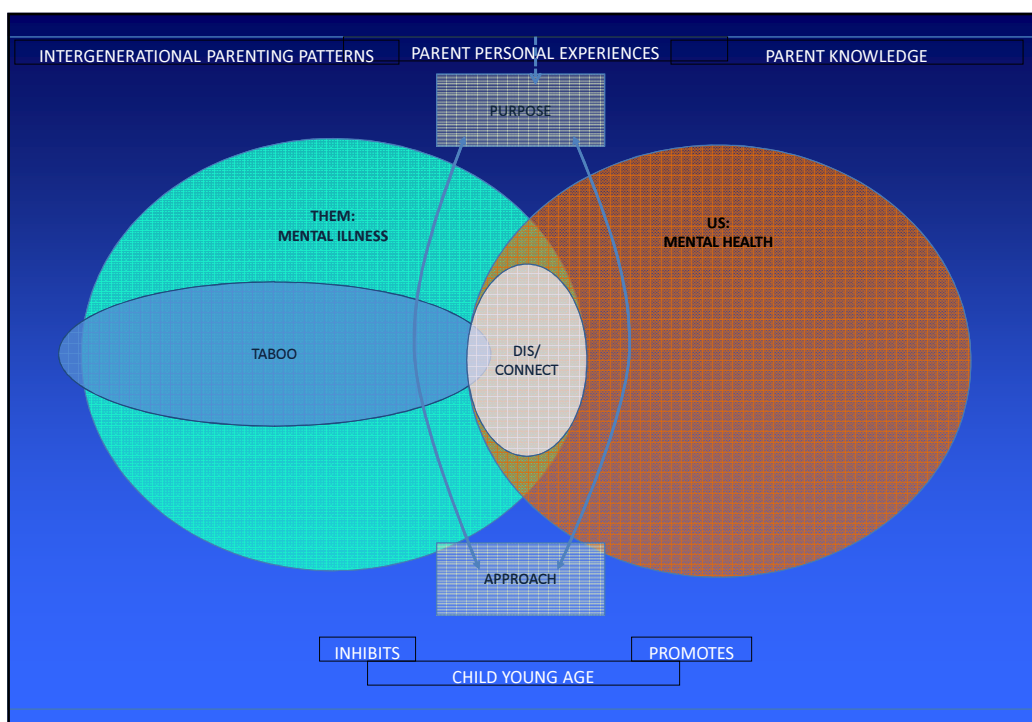 INTERGENERATIONAL PARENTING PATTERNS
PARENT PERSONAL EXPERIENCES
PARENT KNOWLEDGE
PURPOSE
THEM:
MENTAL ILLNESS
US:
MENTAL HEALTH
TABOO
DIS/
CONNECT
APPROACH
INHIBITS
PROMOTES
CHILD YOUNG AGE